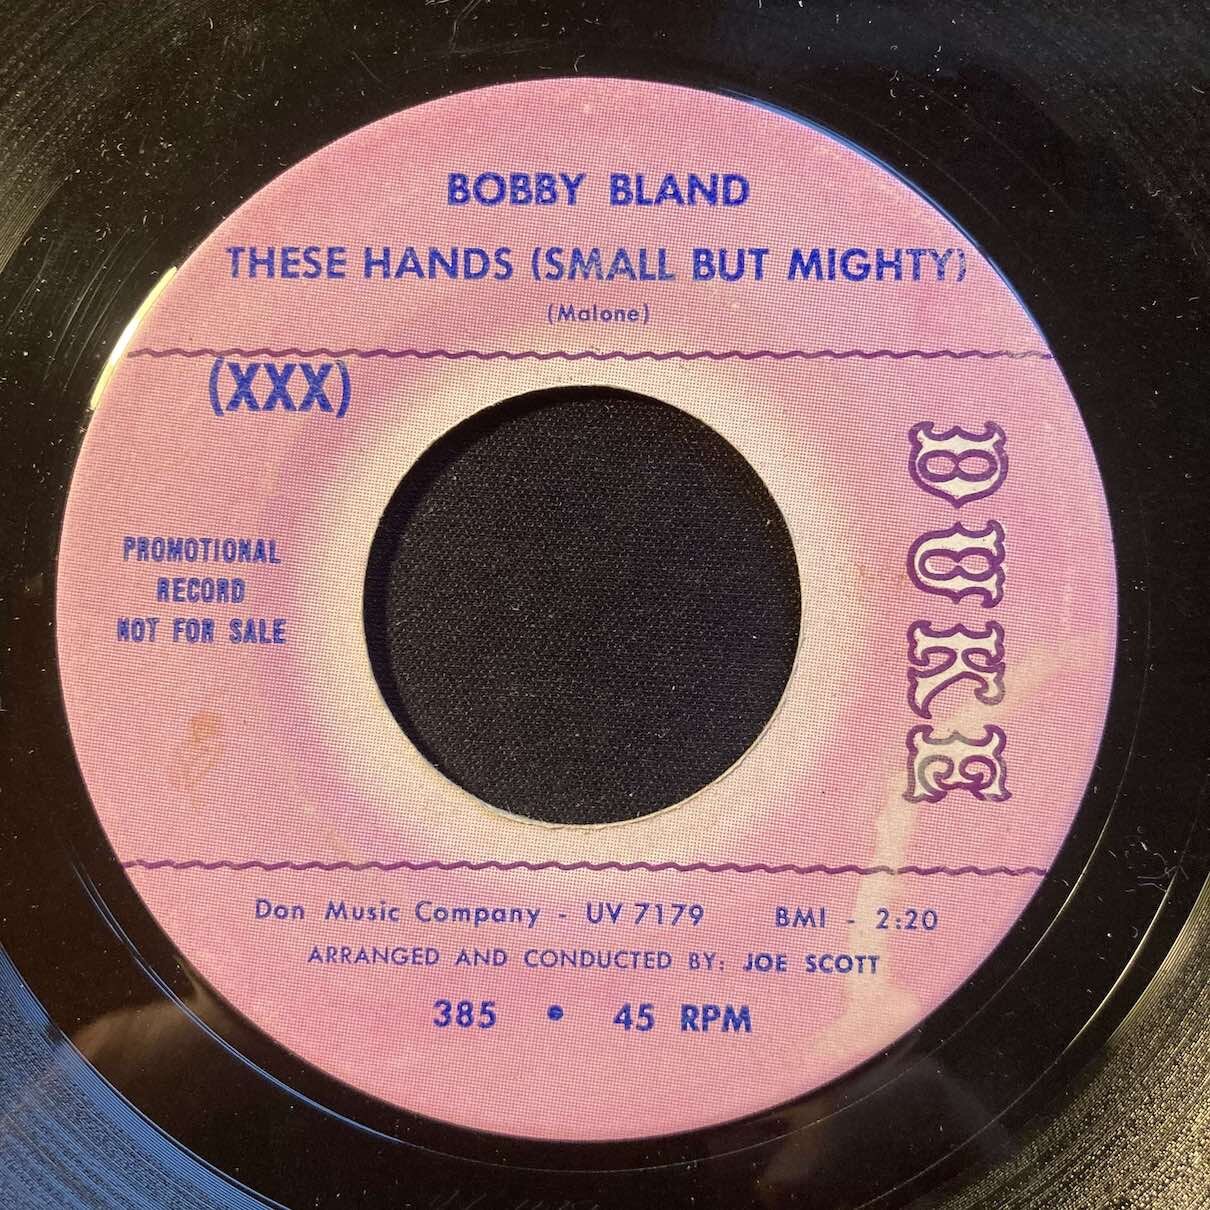 BOBBY BLAND
THESE HANDS (SMALL BUT MIGHTY)
(Malone)
(XXX)
PROMOTIONAL
RECORD
NOT FOR SALE
DUKE
Don Music Company - UV 7179 BMI - 2:20
ARRANGED AND CONDUCTED BY: JOE SCOTT
385 • 45 RPM